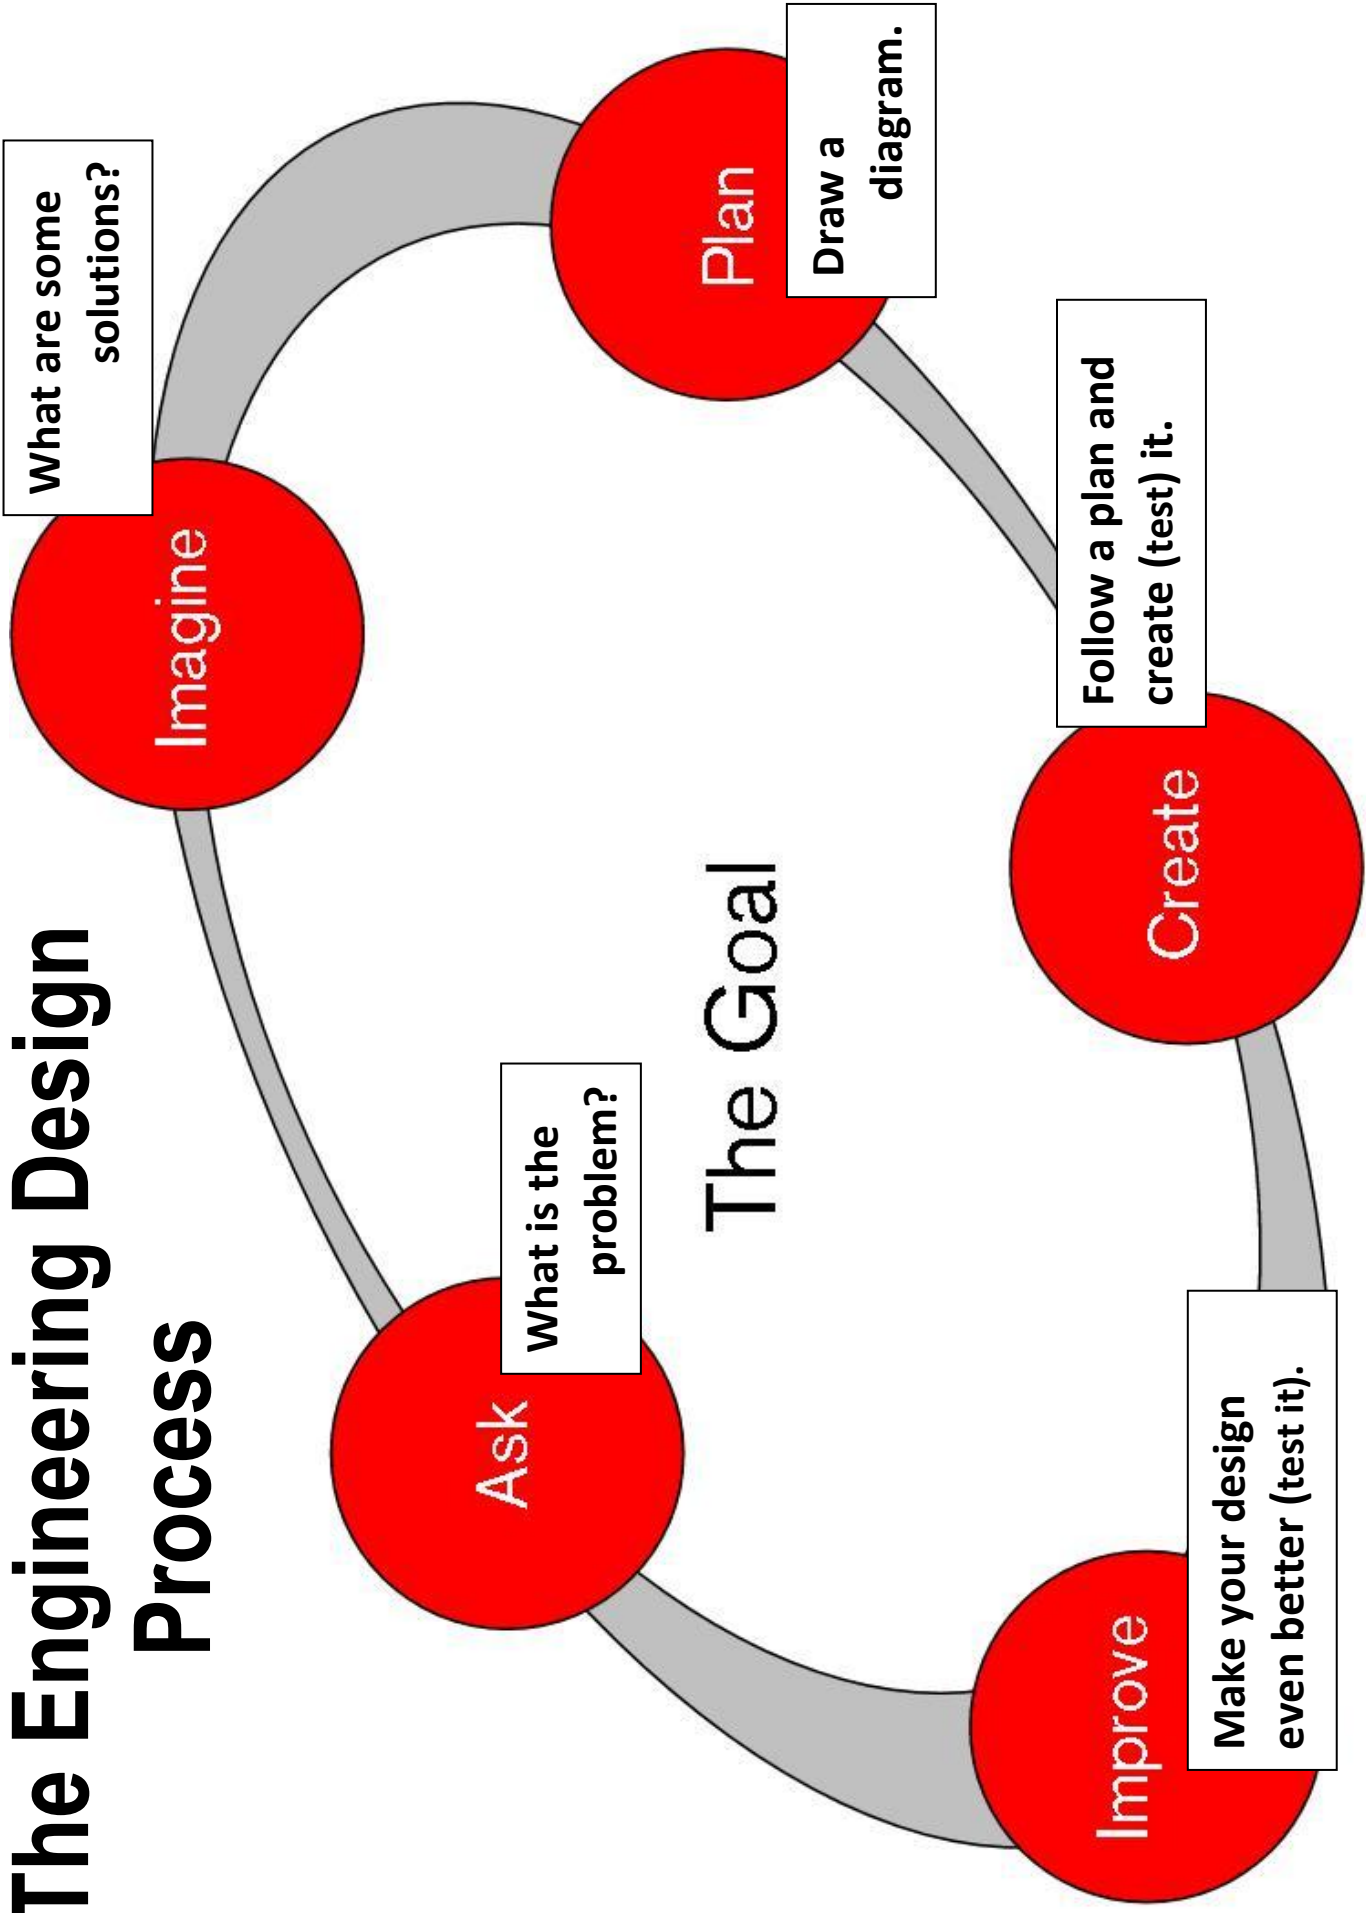 The Engineering Design
Process
Imagine
What are some
solutions?
Plan
Draw a
diagram.
Create
Follow a plan and
create (test) it.
Improve
Make your design
even better (test it).
Ask
What is the
problem?
The Goal